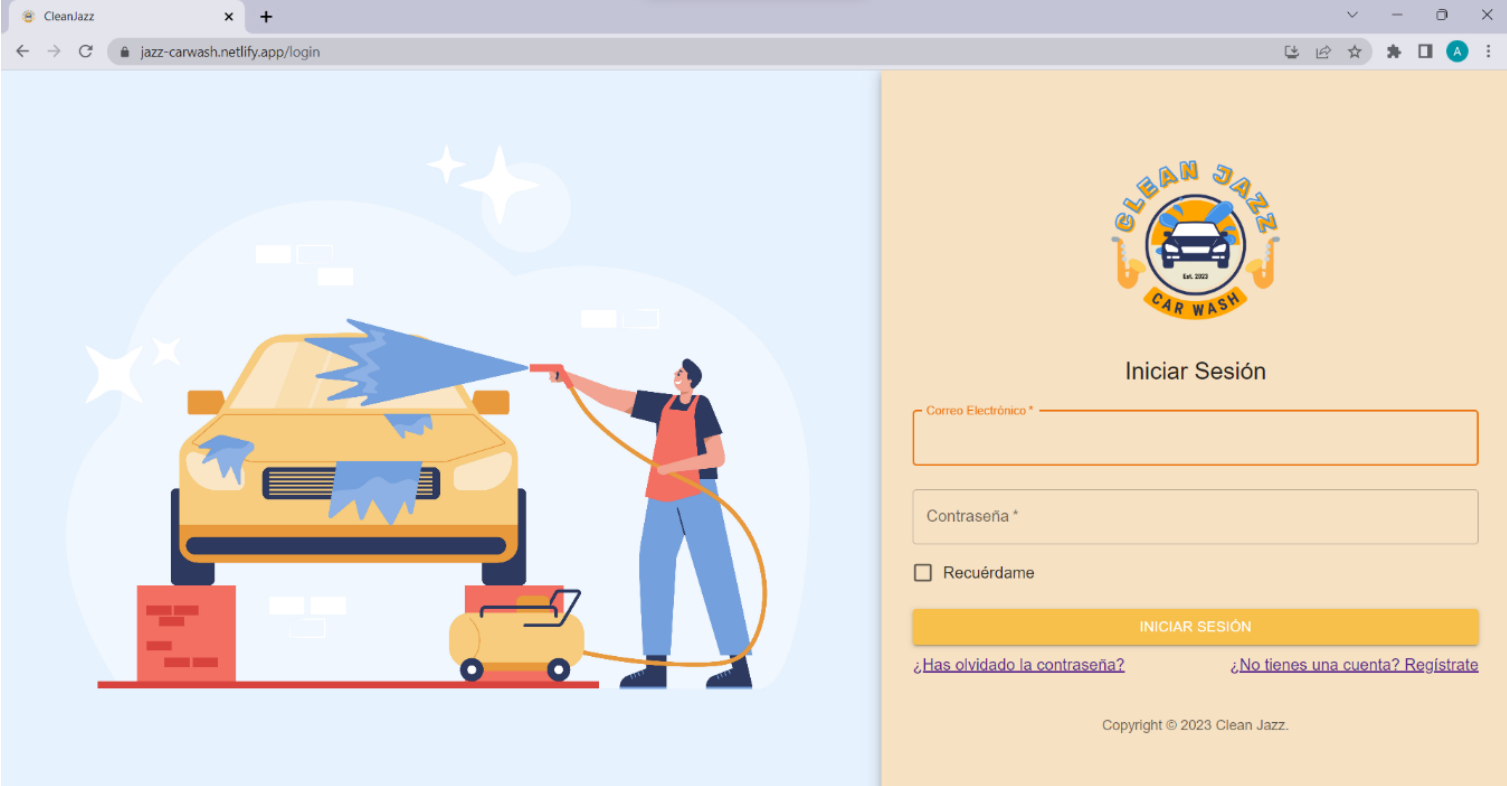 CleanJazz
jazz-carwash.netlify.app/login
A
CLEAN JAZZ
Est. 2023
CAR WASH
Iniciar Sesión
Correo Electrónico *
Contraseña *
Recuérdame
INICIAR SESIÓN
¿Has olvidado la contraseña? ¿No tienes una cuenta? Regístrate
Copyright © 2023 Clean Jazz.